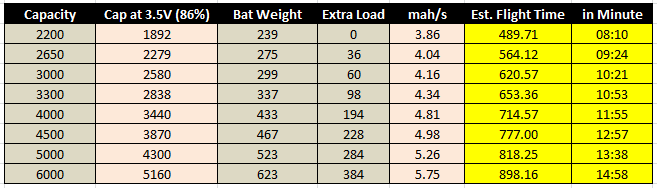 Capacity Cap at 3.5V (86%) Bat Weight Extra Load mah/s Est. Flight Time in Minute
2200 1892 239 0 3.86 489.71 08:10
2650 2279 275 36 4.04 564.12 09:24
3000 2580 299 60 4.16 620.57 10:21
3300 2838 337 98 4.34 653.36 10:53
4000 3440 433 194 4.81 714.57 11:55
4500 3870 467 228 4.98 777.00 12:57
5000 4300 523 284 5.26 818.25 13:38
6000 5160 623 384 5.75 898.16 14:58